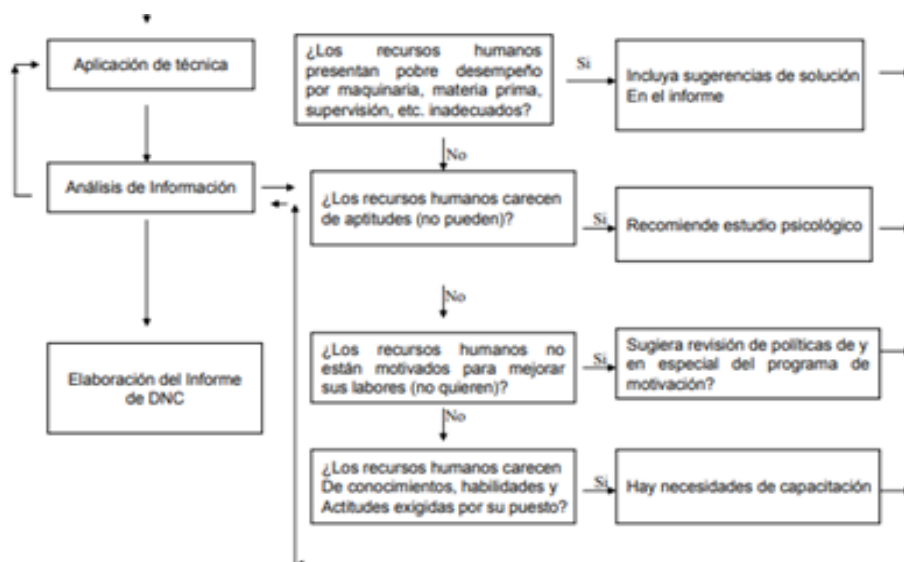 Aplicación de técnica
Análisis de Información
Elaboración del Informe
de DNC
¿Los recursos humanos
presentan pobre desempeño
por maquinaria, materia prima,
supervisión, etc. inadecuados?
Si
Incluya sugerencias de solución
En el informe
No
¿Los recursos humanos carecen
de aptitudes (no pueden)?
Si
Recomiende estudio psicológico
No
¿Los recursos humanos no
están motivados para mejorar
sus labores (no quieren)?
Si
Sugiera revisión de políticas de y
en especial del programa de
motivación?
No
¿Los recursos humanos carecen
De conocimientos, habilidades y
Actitudes exigidas por su puesto?
Si
Hay necesidades de capacitación